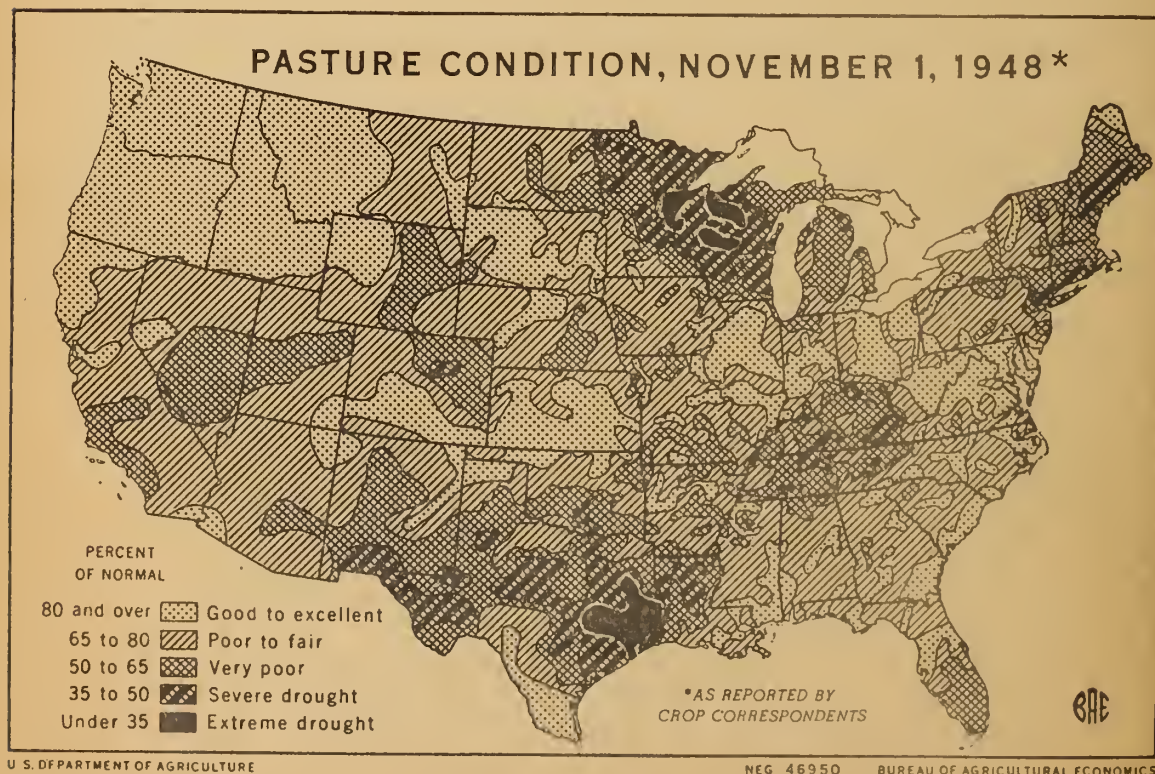 PASTURE CONDITION, NOVEMBER 1, 1948*
PERCENT
OF NORMAL
80 and over Good to excellent
65 to 80 Poor to fair
50 to 65 Very poor
35 to 50 Severe drought
Under 35 Extreme drought
*AS REPORTED BY
CROP CORRESPONDENTS
BAE
U. S. DEPARTMENT OF AGRICULTURE
NEG. 46950 BUREAU OF AGRICULTURAL ECONOMICS